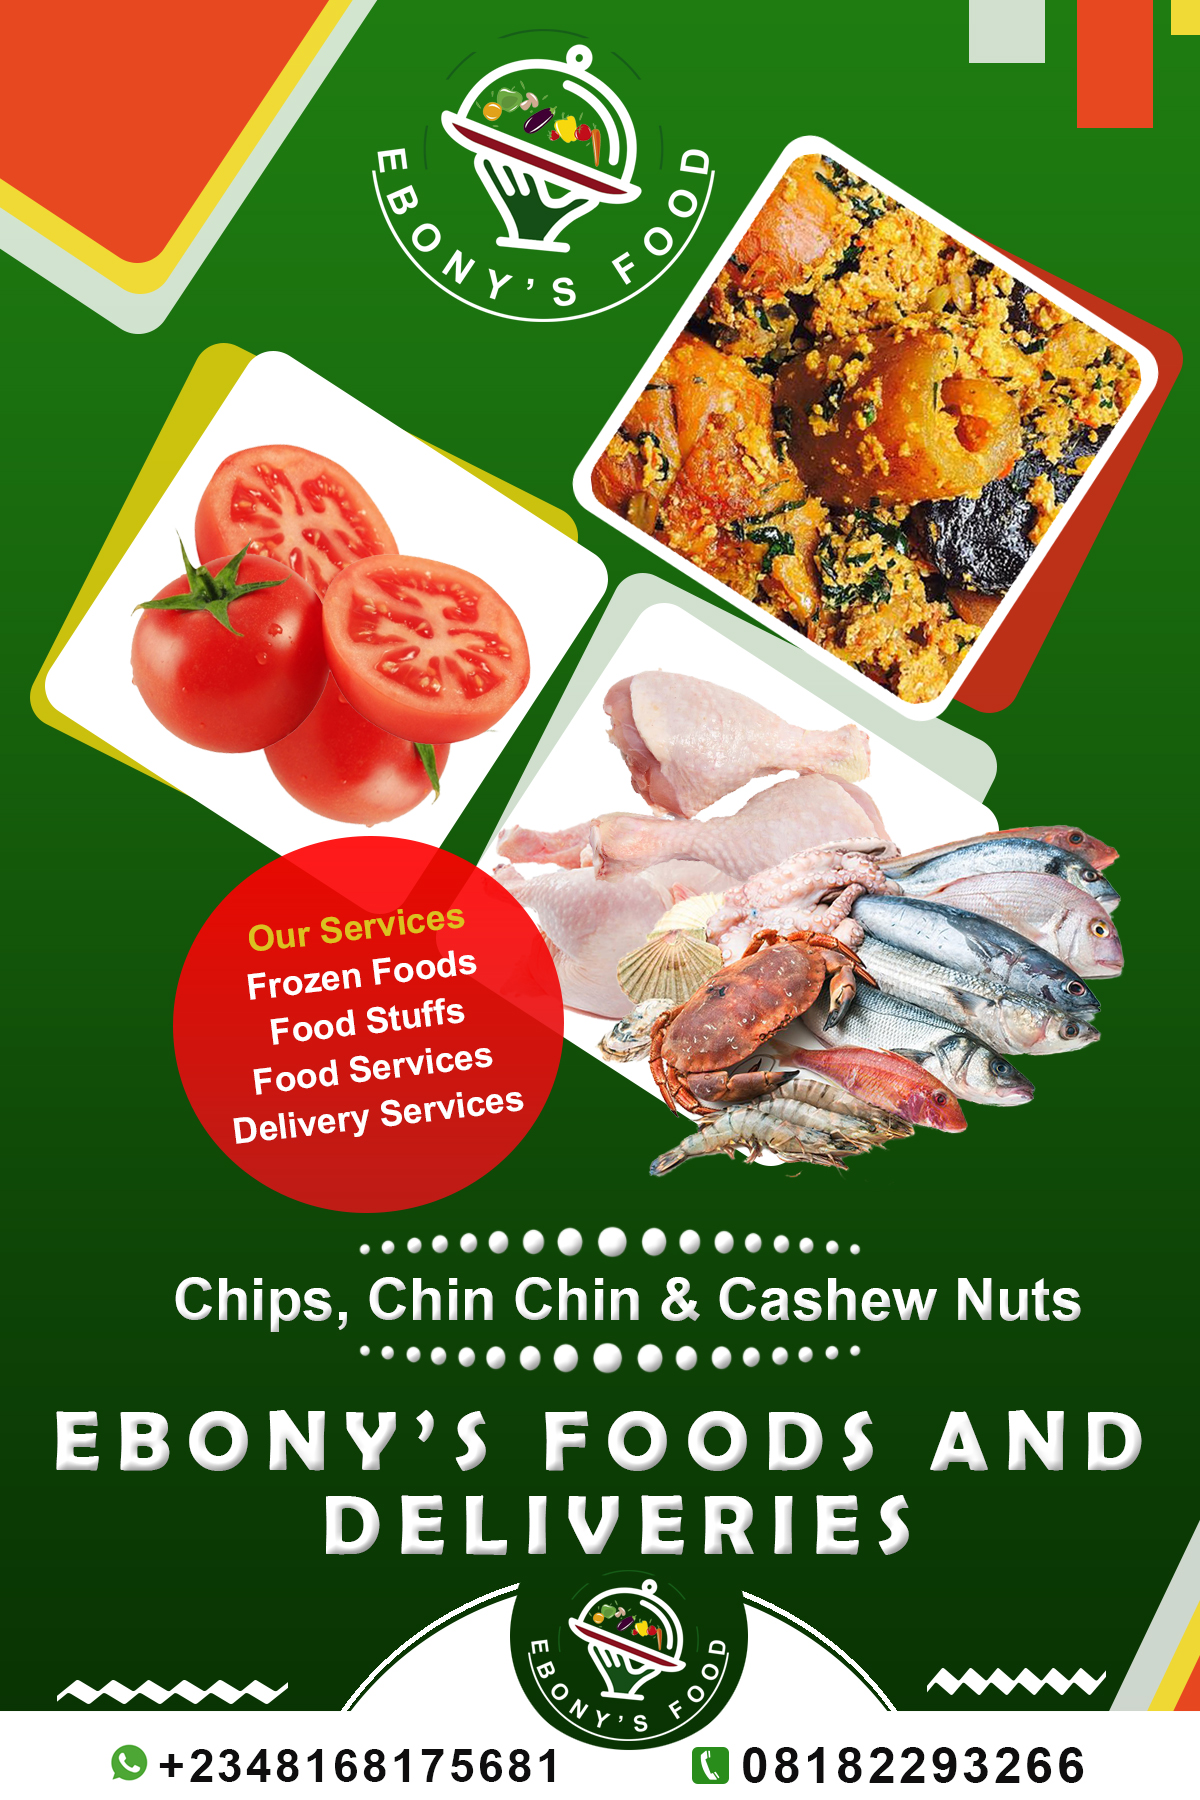 EBONY'S FOOD
Our Services
Frozen Foods
Food Stuffs
Food Services
Delivery Services
Chips, Chin Chin & Cashew Nuts
EBONY'S FOODS AND
DELIVERIES
EBONY'S FOOD
+2348168175681
08182293266